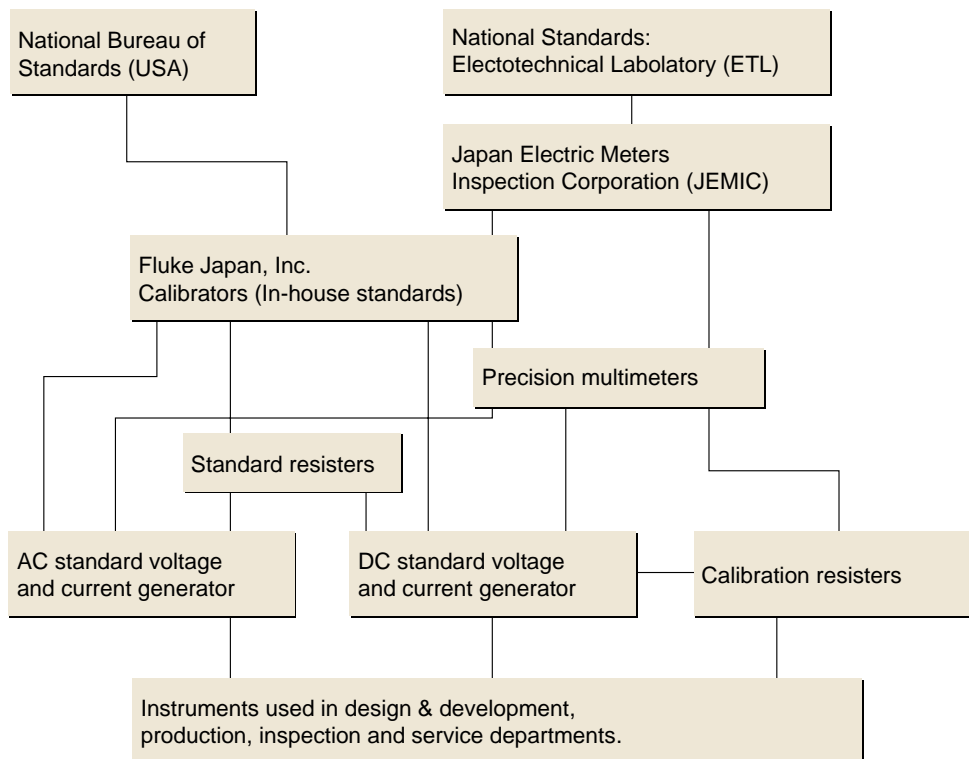 National Bureau of
Standards (USA)
National Standards:
Electotechnical Labolatory (ETL)
Japan Electric Meters
Inspection Corporation (JEMIC)
Fluke Japan, Inc.
Calibrators (In-house standards)
Precision multimeters
Standard resisters
AC standard voltage
and current generator
DC standard voltage
and current generator
Calibration resisters
Instruments used in design & development,
production, inspection and service departments.